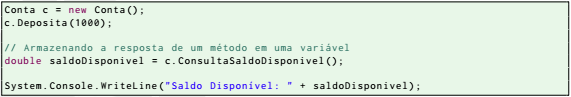 Conta c = new Conta();
c.Deposita(1000);
// Armazenando a resposta de um método em uma variável
double saldoDisponivel = c.ConsultaSaldoDisponivel();
System.Console.WriteLine("Saldo Disponível: " + saldoDisponivel);